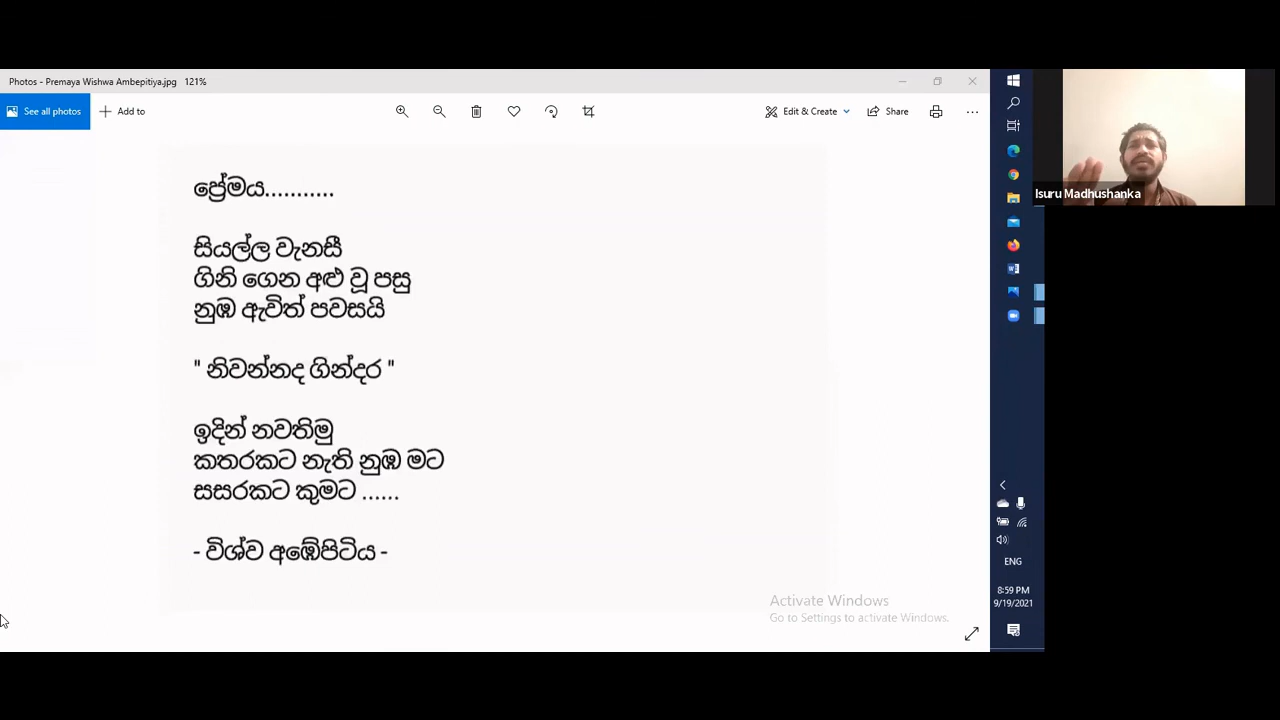 Photos - Premaya Wishwa Ambepitiya.jpg 121%
See all photos
Add to
Edit & Create
Share
ප්‍රේමය...........
සියල්ල වැනසී
ගිනි ගෙන අළු වූ පසු
නුඹ ඇවිත් පවසයි
" නිවන්නද ගින්දර "
ඉදින් නවතිමු
කතරකට නැති නුඹ මට
සසරකට කුමට ......
- විශ්ව අඹේපිටිය -
Activate Windows
Go to Settings to activate Windows.
Isuru Madhushanka
ENG
8:59 PM
9/19/2021